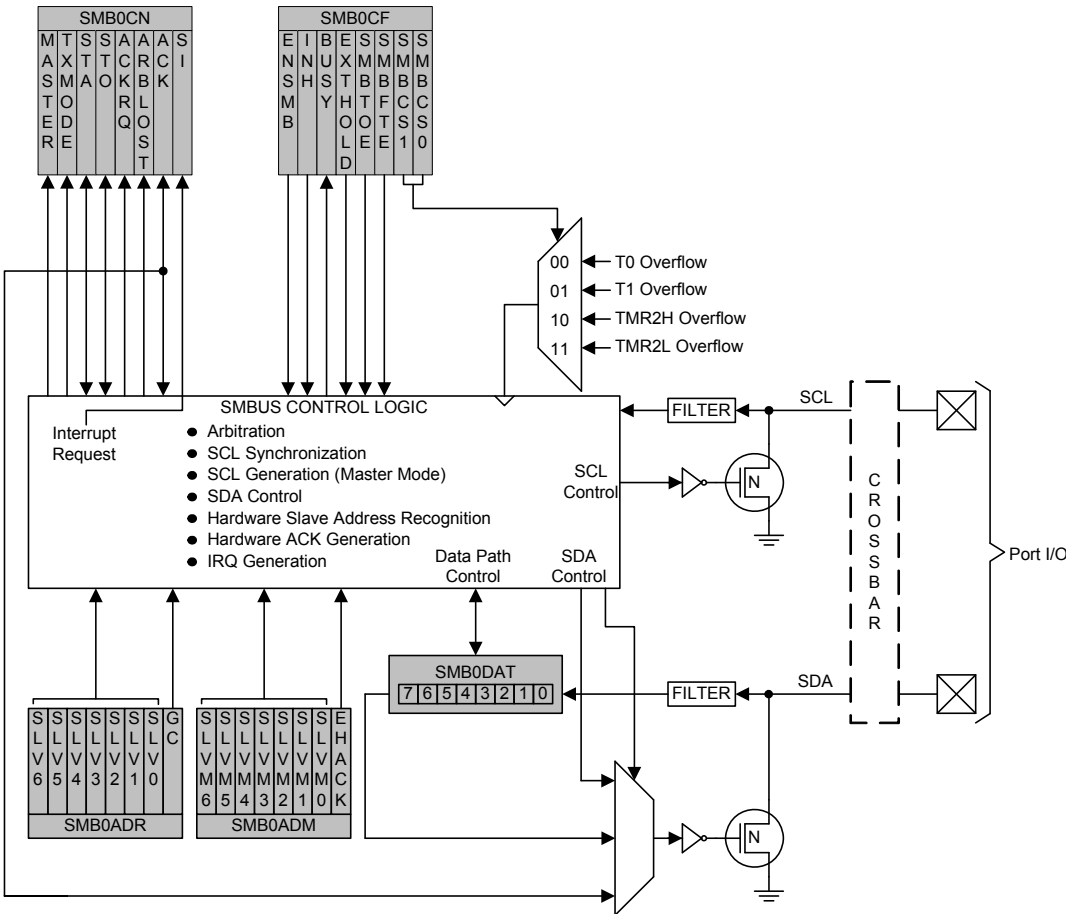 SMB0CN
MASTER
TXMODE
STA
STO
ACKRQ
ARBLOST
ACK
SI
SMB0CF
ENSMB
INH
BUSY
EXTHOLD
SMBTOE
SMBFTE
SMBCS1
SMBCS0
00
T0 Overflow
01
T1 Overflow
10
TMR2H Overflow
11
TMR2L Overflow
SMBUS CONTROL LOGIC
Interrupt
Request
● Arbitration
● SCL Synchronization
● SCL Generation (Master Mode)
● SDA Control
● Hardware Slave Address Recognition
● Hardware ACK Generation
● IRQ Generation
Data Path
Control
SDA
Control
SCL
Control
FILTER
SCL
N
CROSSBAR
Port I/O
SMB0DAT
7 6 5 4 3 2 1 0
FILTER
SDA
N
SLV6
SLV5
SLV4
SLV3
SLV2
SLV1
SLV0
GC
SMB0ADR
SLVM6
SLVM5
SLVM4
SLVM3
SLVM2
SLVM1
SLVM0
EHACK
SMB0ADM